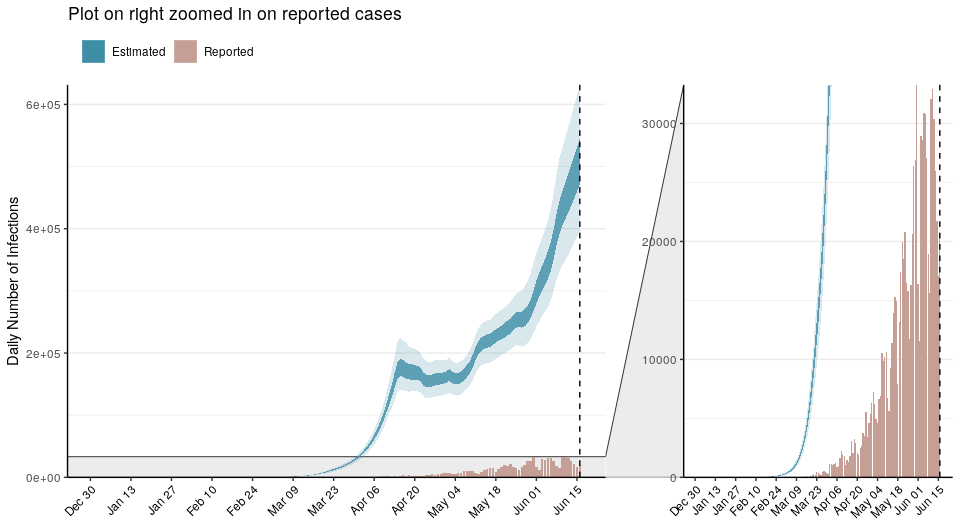 Plot on right zoomed in on reported cases
Estimated Reported
Daily Number of Infections
6e+05
4e+05
2e+05
0e+00
Dec 30 Jan 13 Jan 27 Feb 10 Feb 24 Mar 09 Mar 23 Apr 06 Apr 20 May 04 May 18 Jun 01 Jun 15
30000
20000
10000
0
Dec 30 Jan 13 Jan 27 Feb 10 Feb 24 Mar 09 Mar 23 Apr 06 Apr 20 May 04 May 18 Jun 01 Jun 15